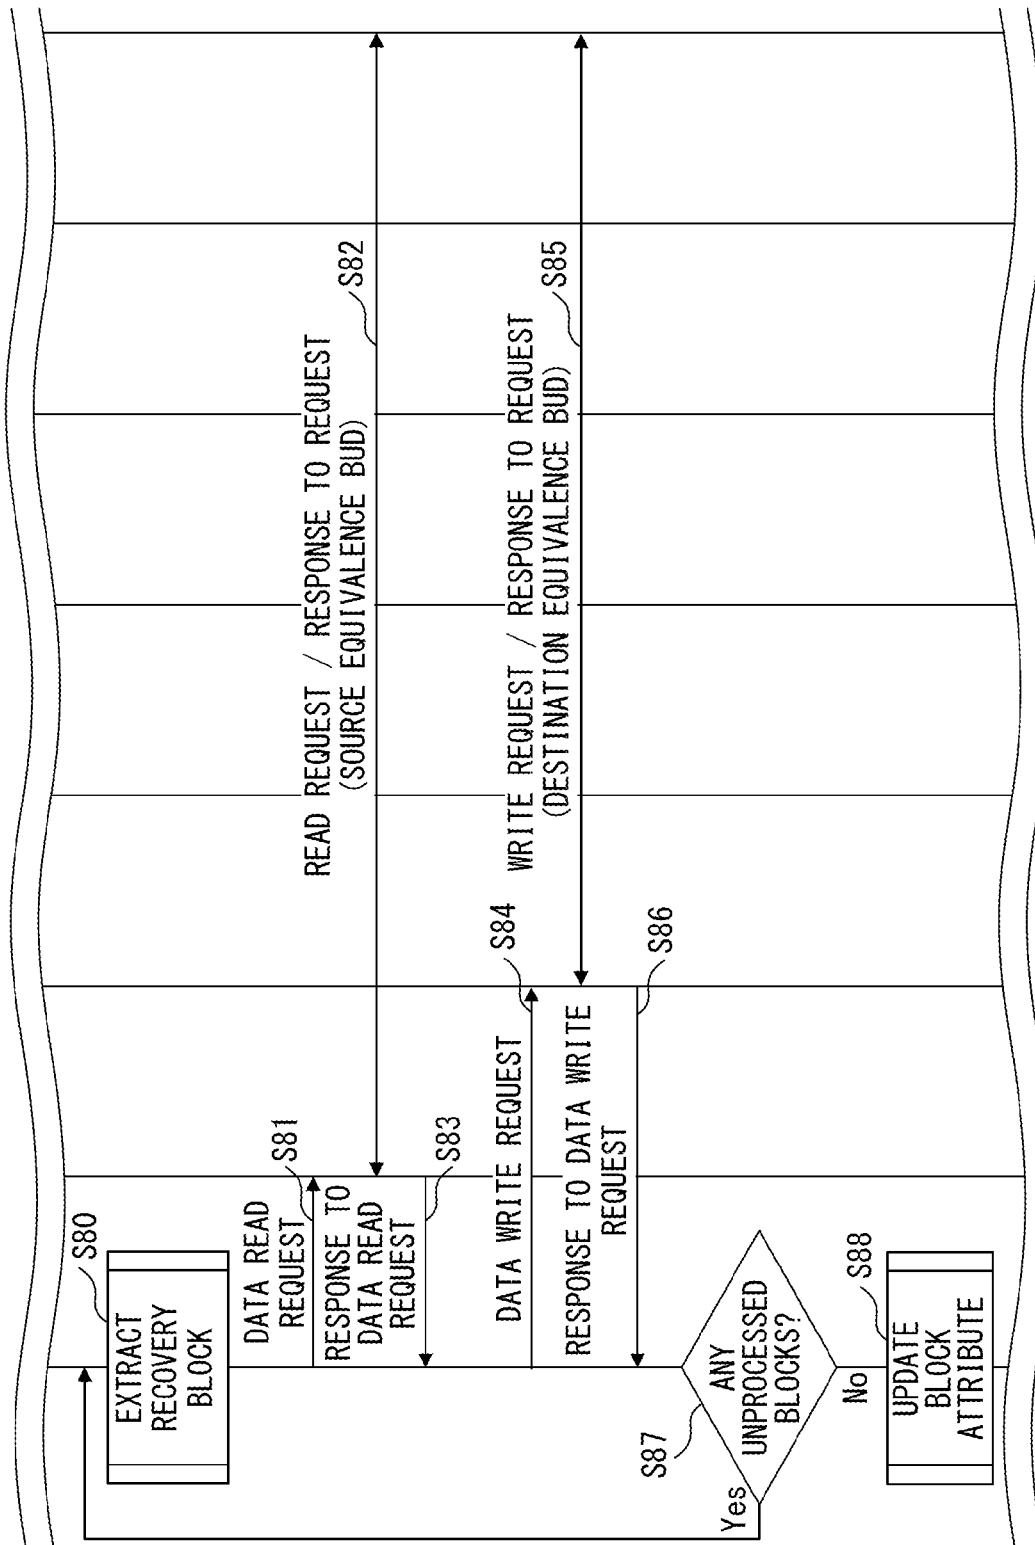 S80
EXTRACT
RECOVERY
BLOCK
DATA READ
REQUEST
S81
READ REQUEST / RESPONSE TO REQUEST
(SOURCE EQUIVALENCE BUD)
S82
RESPONSE TO
DATA READ
REQUEST
S83
DATA WRITE REQUEST
S84
WRITE REQUEST / RESPONSE TO REQUEST
(DESTINATION EQUIVALENCE BUD)
S85
RESPONSE TO DATA WRITE
REQUEST
S86
S87
ANY
UNPROCESSED
BLOCKS?
Yes
No
S88
UPDATE
BLOCK
ATTRIBUTE